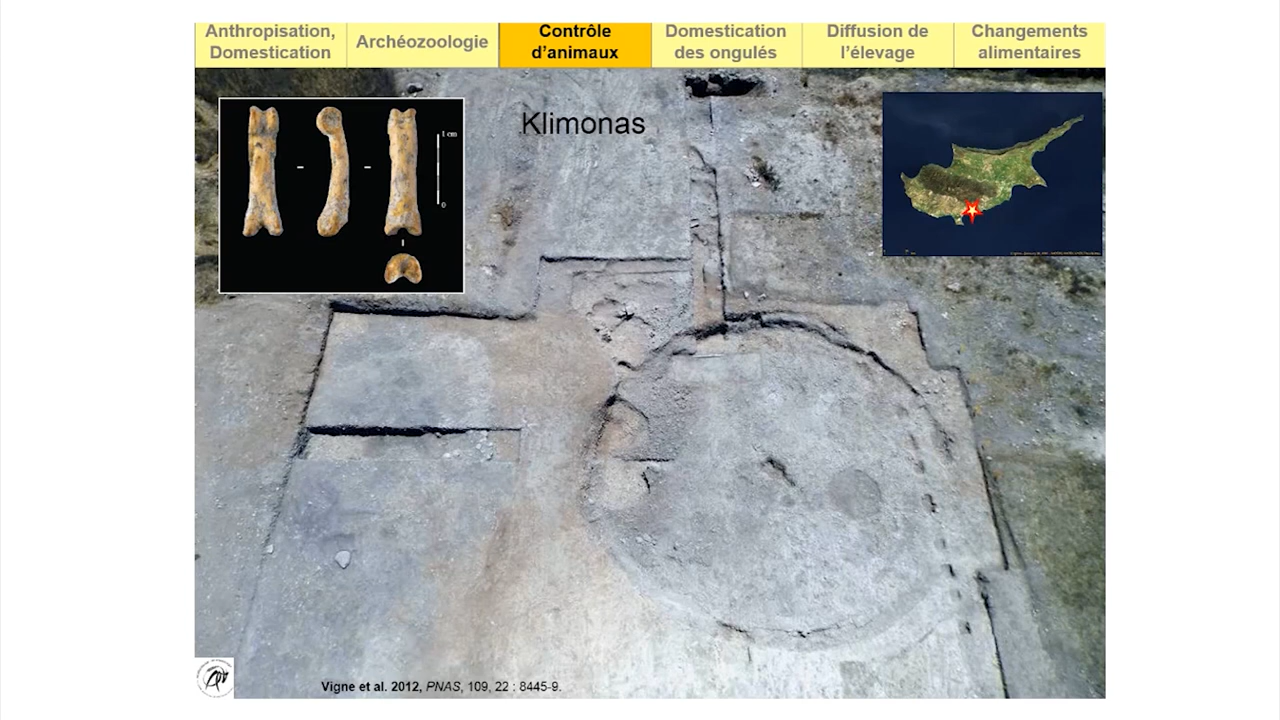 Anthropisation,
Domestication
Archéozoologie
Contrôle
d'animaux
Domestication
des ongulés
Diffusion de
l'élevage
Changements
alimentaires
Klimonas
1 cm
0
Vigne et al. 2012, PNAS, 109, 22 : 8445-9.